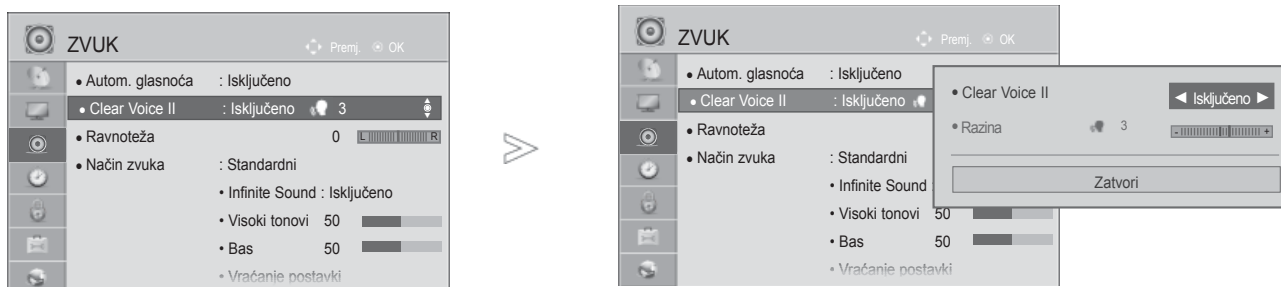 ZVUK
Premj. OK
• Autom. glasnoća : Isključeno
• Clear Voice II : Isključeno 3
• Ravnoteža 0 L R
• Način zvuka : Standardni
• Infinite Sound : Isključeno
• Visoki tonovi 50
• Bas 50
• Vraćanje postavki
ZVUK
Premj. OK
• Autom. glasnoća : Isključeno
• Clear Voice II : Isključeno
• Ravnoteža
• Način zvuka : Standardni
• Infinite Sound :
• Visoki tonovi 50
• Bas 50
• Vraćanje postavki
• Clear Voice II ◄ Isključeno ►
• Razina 3 - +
Zatvori